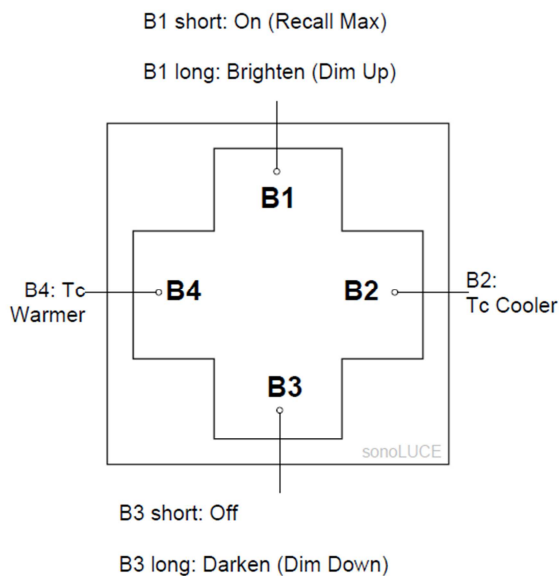 B1 short: On (Recall Max)
B1 long: Brighten (Dim Up)
B1
B4: Tc
Warmer
B4
B2
B2:
Tc Cooler
B3
sonoLUCE
B3 short: Off
B3 long: Darken (Dim Down)